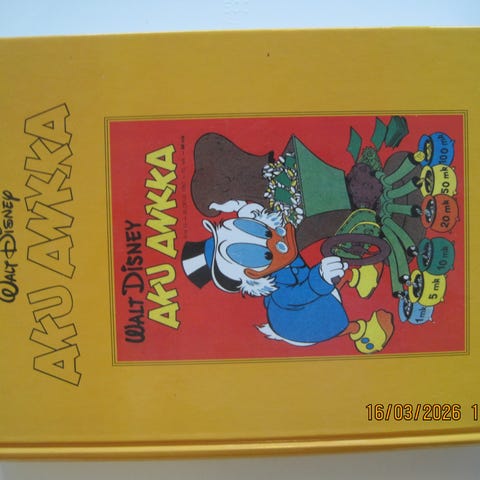 WALT DISNEY
AKU ANKKA
WALT DISNEY
AKU ANKKA
1 mk
5 mk
10 mk
20 mk
50 mk
100 mk
16/03/2026 1